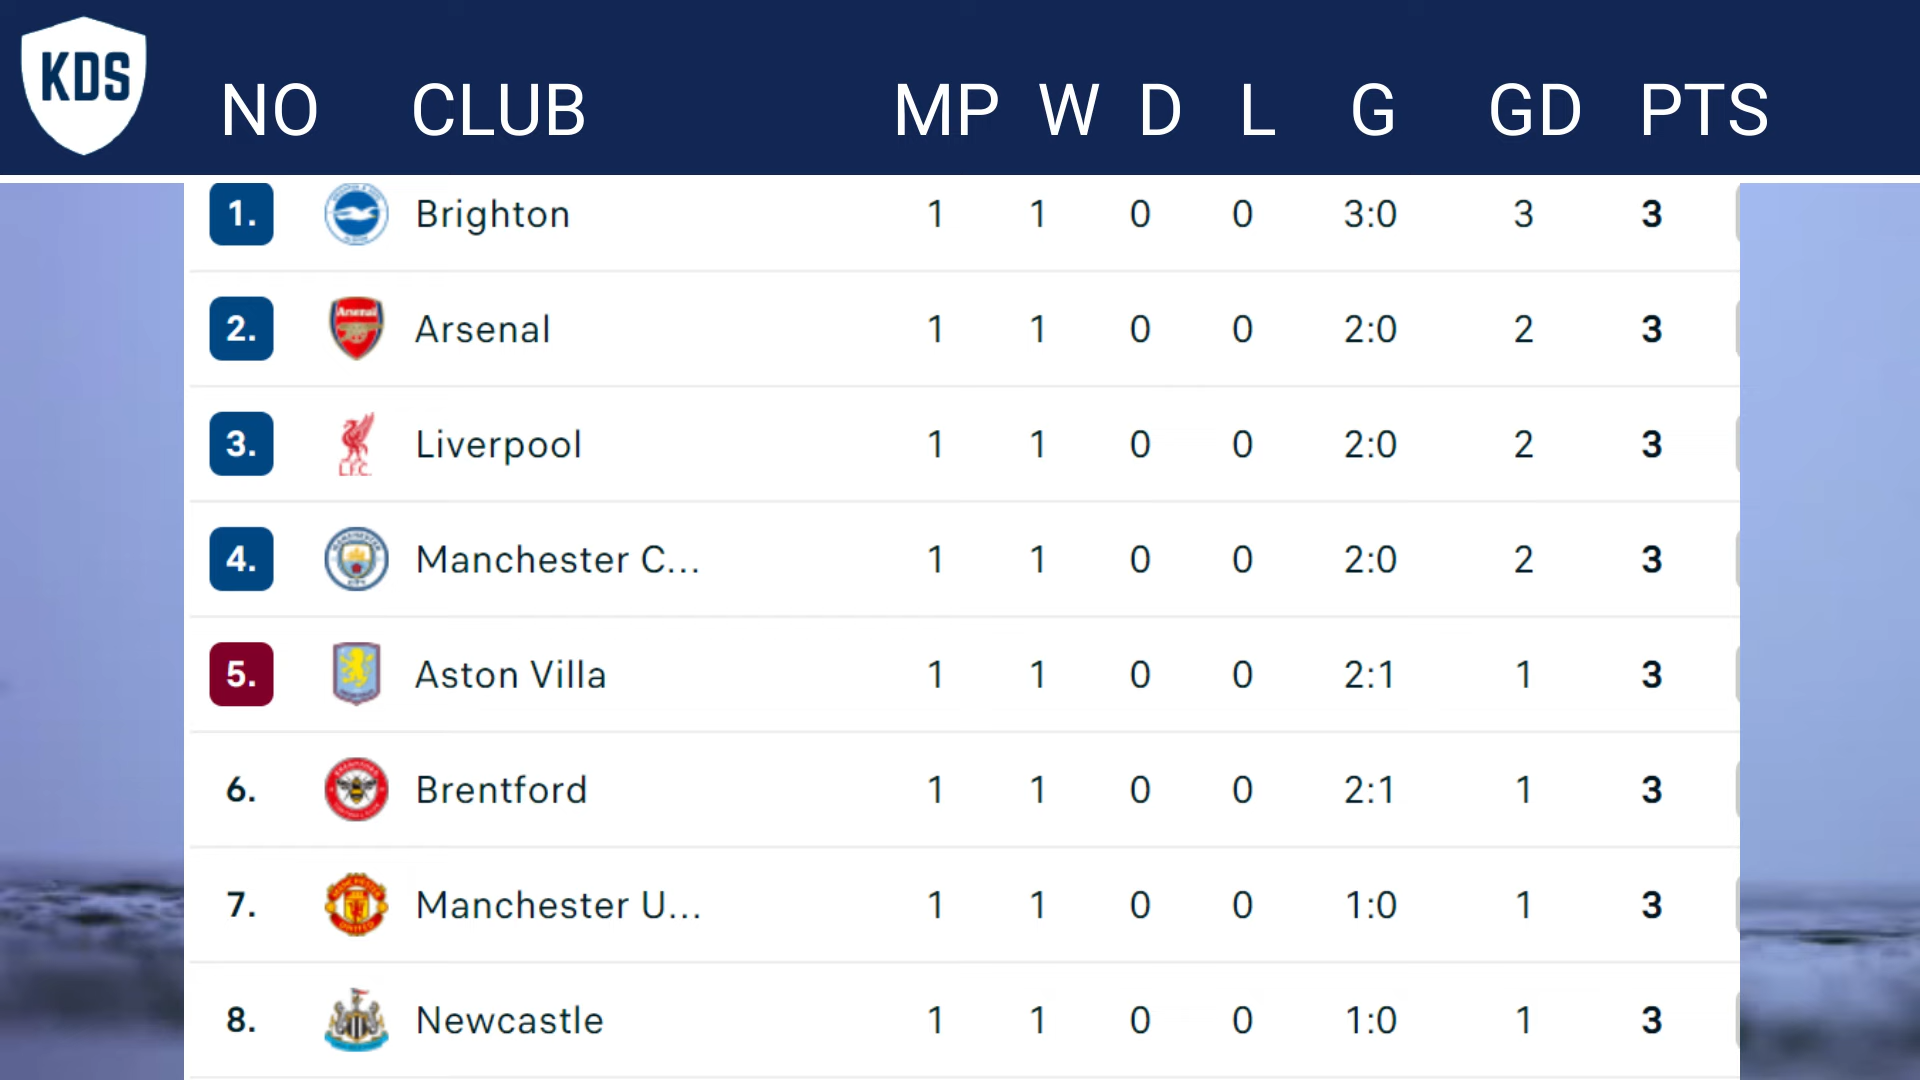 KDS
NO CLUB MP W D L G GD PTS
1. Brighton 1 1 0 0 3:0 3 3
2. Arsenal 1 1 0 0 2:0 2 3
3. Liverpool 1 1 0 0 2:0 2 3
L.F.C.
4. Manchester C... 1 1 0 0 2:0 2 3
5. Aston Villa 1 1 0 0 2:1 1 3
6. Brentford 1 1 0 0 2:1 1 3
7. Manchester U... 1 1 0 0 1:0 1 3
8. Newcastle 1 1 0 0 1:0 1 3